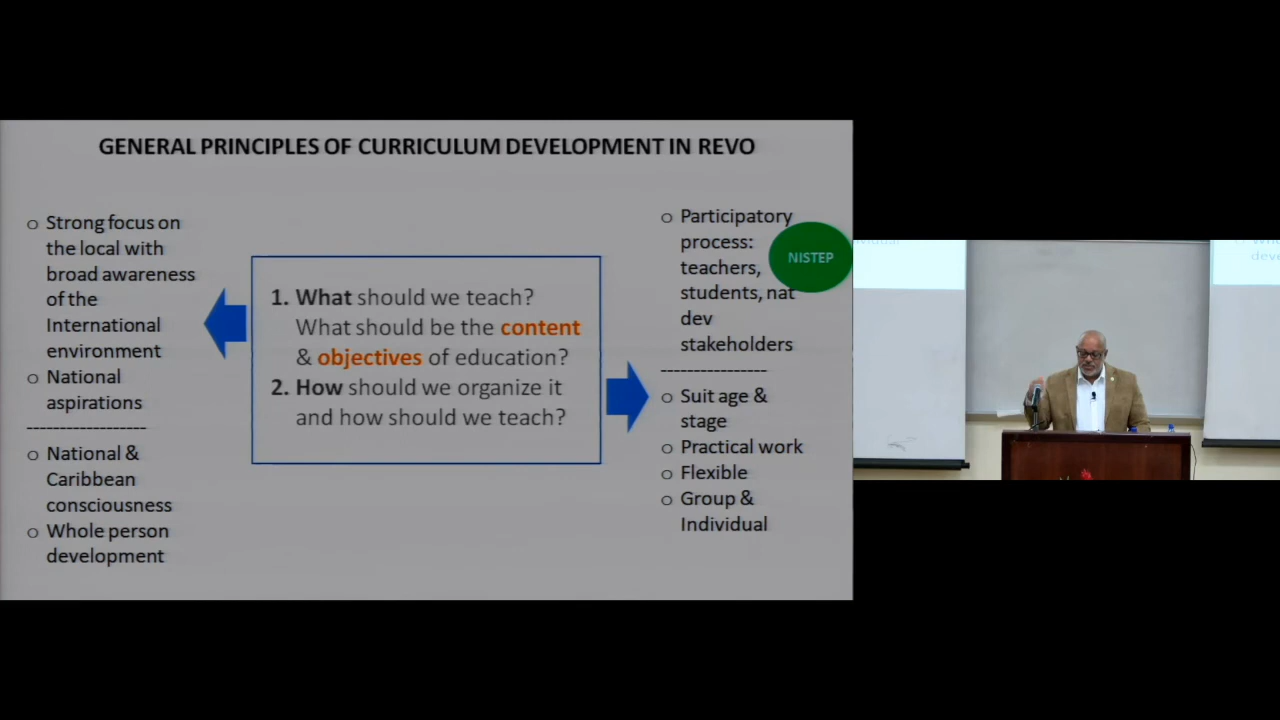 GENERAL PRINCIPLES OF CURRICULUM DEVELOPMENT IN REVO
o Strong focus on
the local with
broad awareness
of the
International
environment
o National
aspirations
------------------
o National &
Caribbean
consciousness
o Whole person
development
1. What should we teach?
What should be the content
& objectives of education?
2. How should we organize it
and how should we teach?
o Participatory
process:
teachers,
students, nat
dev
stakeholders
----------------
o Suit age &
stage
o Practical work
o Flexible
o Group &
Individual
NISTEP